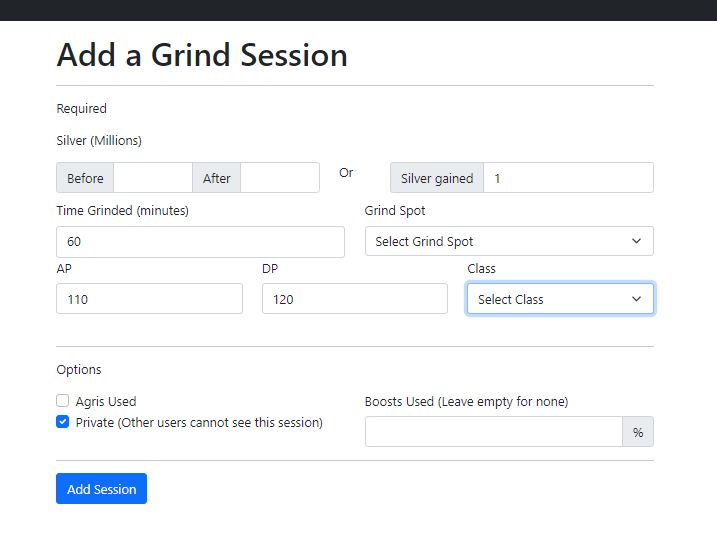 Add a Grind Session
Required
Silver (Millions)
Before After Or Silver gained 1
Time Grinded (minutes) Grind Spot
60 Select Grind Spot
AP DP Class
110 120 Select Class
Options
Agris Used Boosts Used (Leave empty for none)
Private (Other users cannot see this session)
%
Add Session